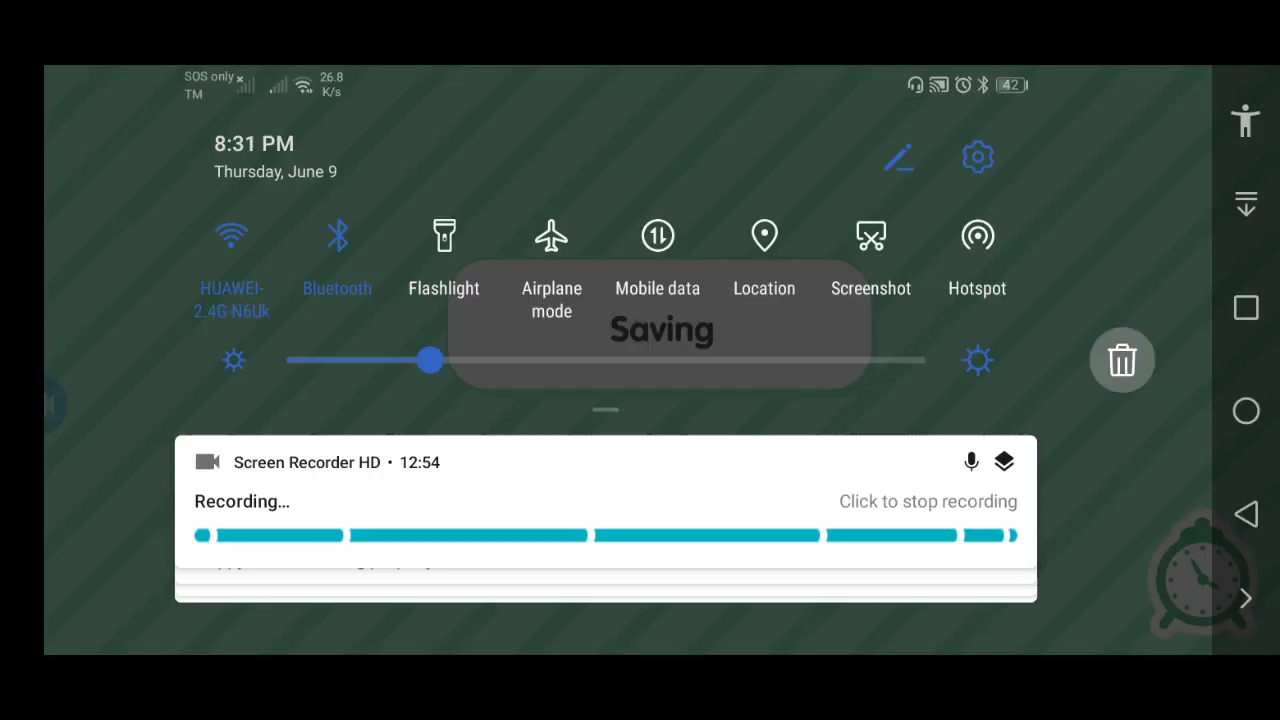 SOS only
TM
26.8
K/s
42
8:31 PM
Thursday, June 9
HUAWEI-
2.4G-N6Uk
Bluetooth
Flashlight
Airplane
mode
Mobile data
Location
Screenshot
Hotspot
Saving
Screen Recorder HD • 12:54
Recording...
Click to stop recording